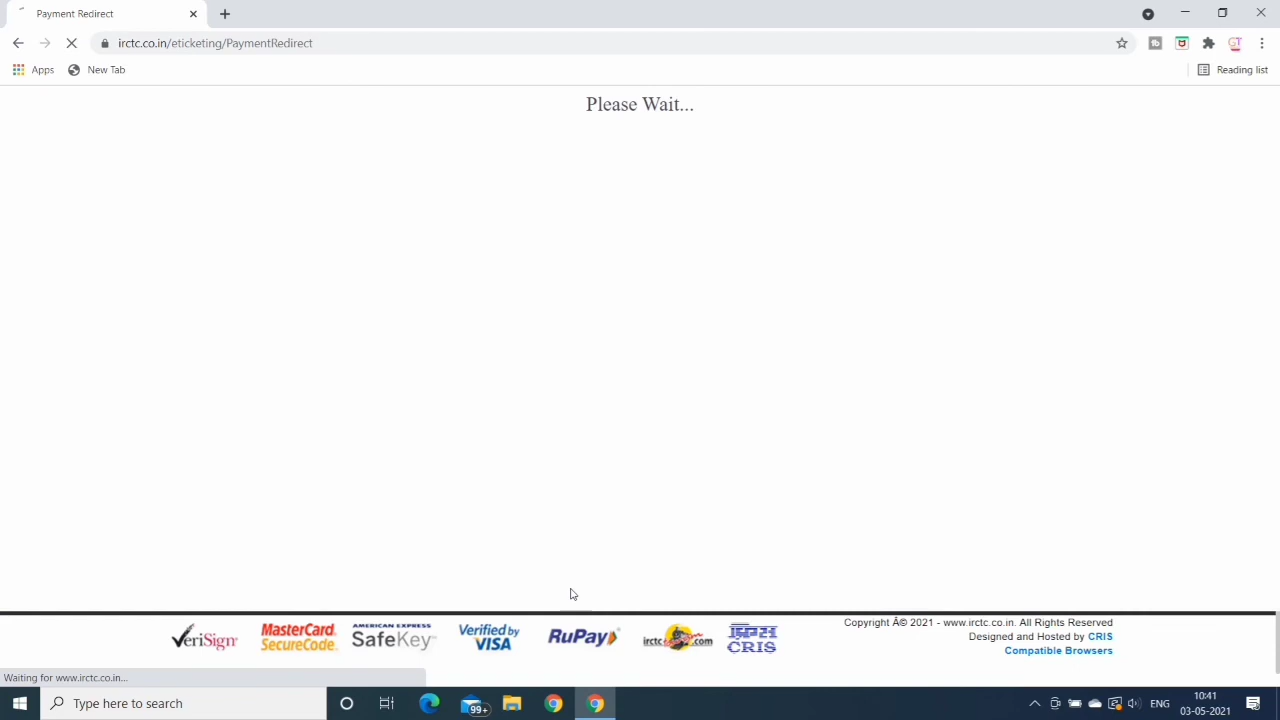 Payment Redirect
irctc.co.in/eticketing/PaymentRedirect
Apps
New Tab
Reading list
Please Wait...
VeriSign
MasterCard.
SecureCode.
AMERICAN EXPRESS
SafeKey
Verified by
VISA
RuPay
irctc .com
CRIS
Copyright Â© 2021 - www.irctc.co.in. All Rights Reserved
Designed and Hosted by CRIS
Compatible Browsers
Waiting for www.irctc.co.in...
Type here to search
99+
ENG
10:41
03-05-2021